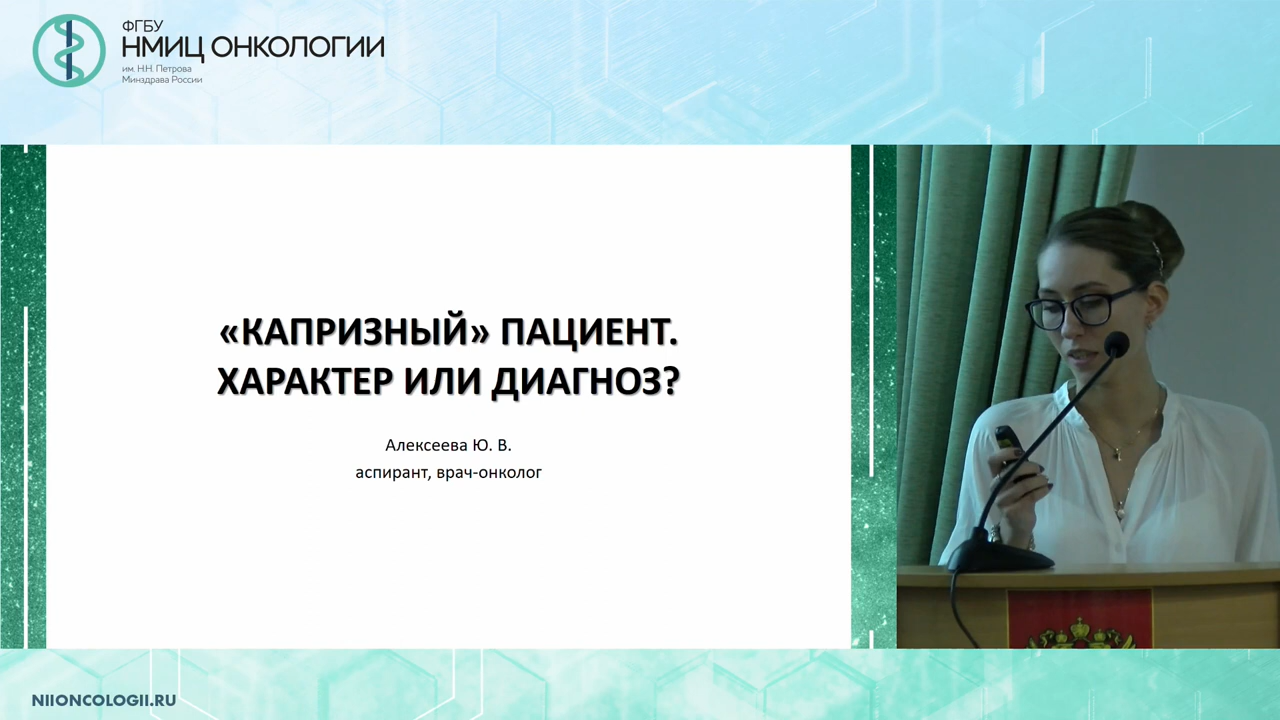 ФГБУ
НМИЦ ОНКОЛОГИИ
им. Н.Н. Петрова
Минздрава России
«КАПРИЗНЫЙ» ПАЦИЕНТ.
ХАРАКТЕР ИЛИ ДИАГНОЗ?
Алексеева Ю. В.
аспирант, врач-онколог
NIIONCOLOGII.RU